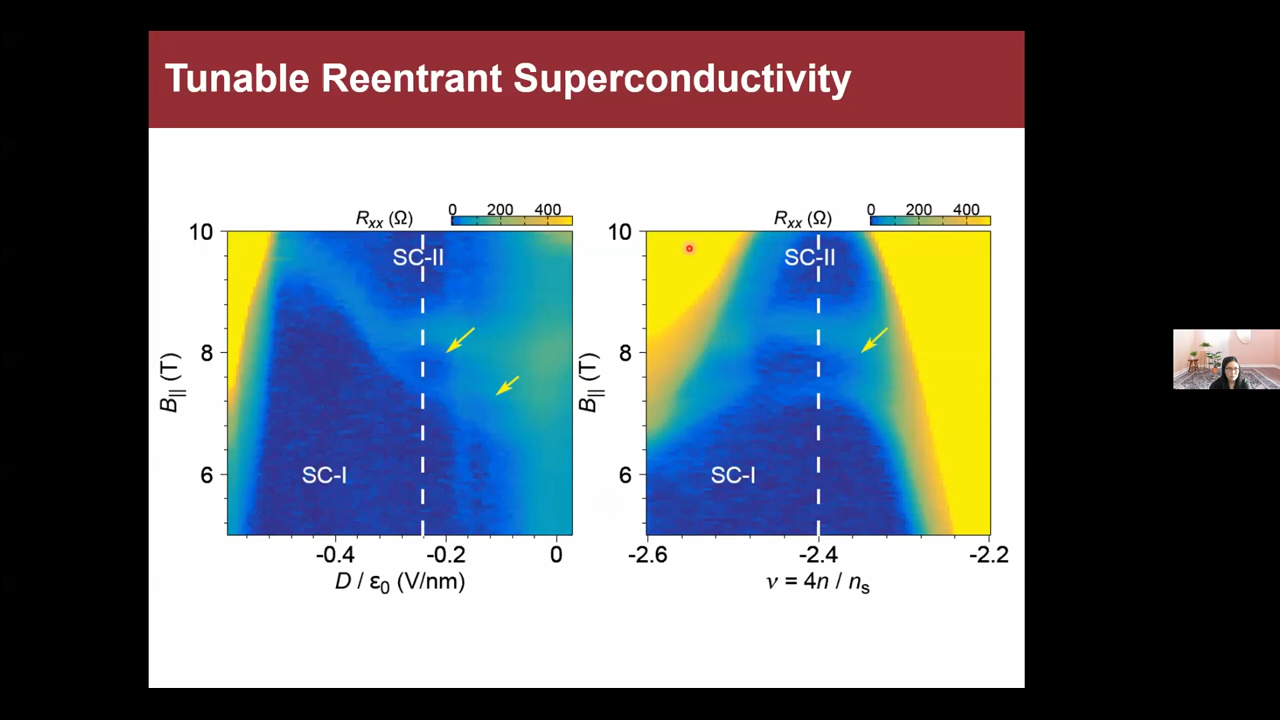 Tunable Reentrant Superconductivity
Rxx (Ω)
0 200 400
10
8
6
B|| (T)
SC-II
SC-I
-0.4 -0.2 0
D / ε0 (V/nm)
Rxx (Ω)
0 200 400
10
8
6
B|| (T)
SC-II
SC-I
-2.6 -2.4 -2.2
ν = 4n / ns